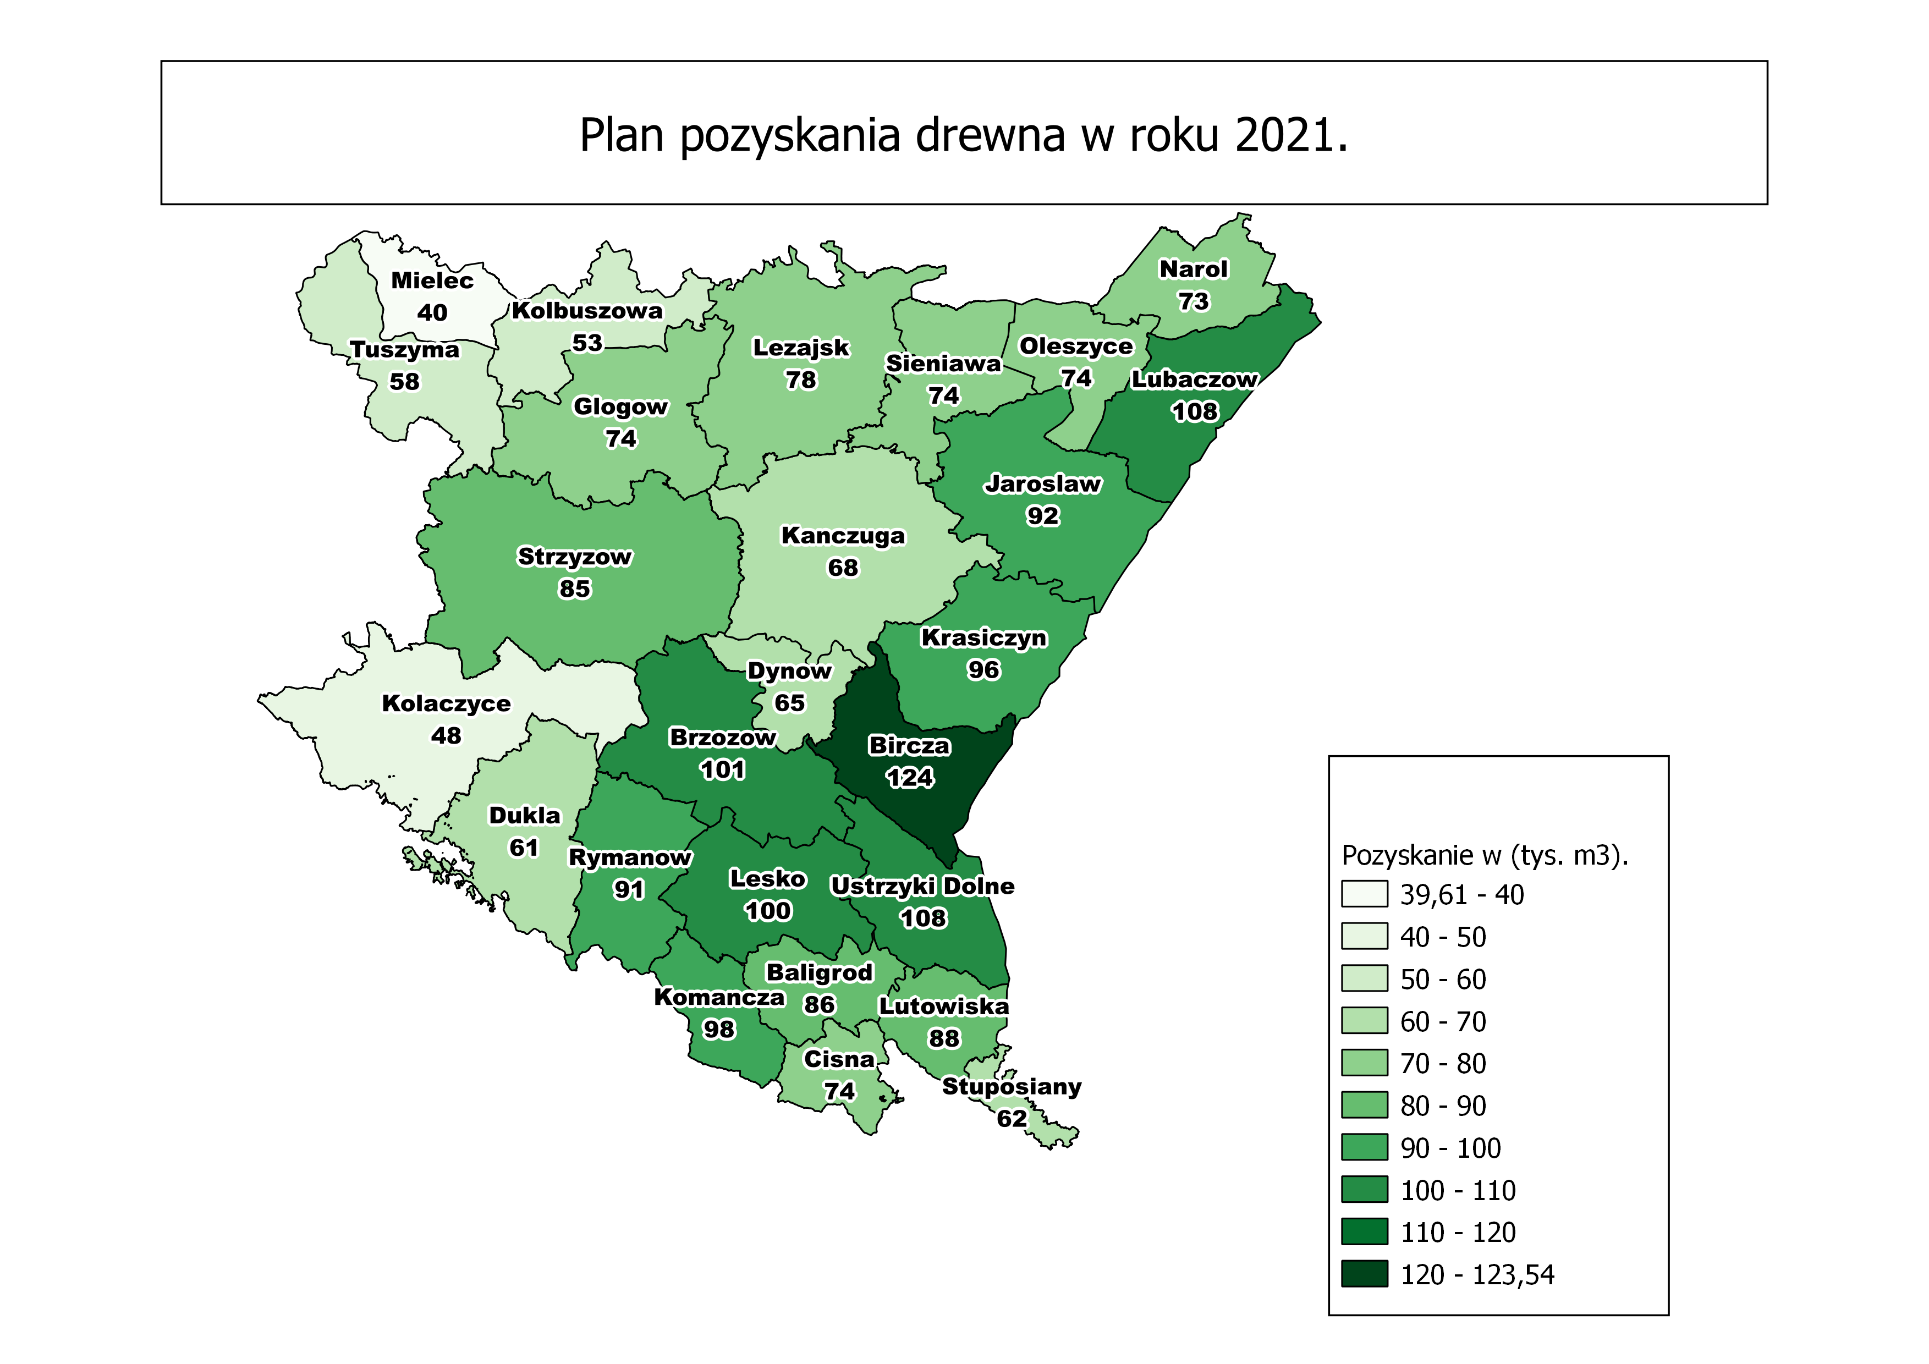 Plan pozyskania drewna w roku 2021.
Narol
73
Mielec
40
Kolbuszowa
53
Tuszyma
58
Lezajsk
78
Sieniawa
74
Oleszyce
74
Lubaczow
108
Glogow
74
Jaroslaw
92
Kanczuga
68
Strzyzow
85
Krasiczyn
96
Dynow
65
Kolaczyce
48
Brzozow
101
Bircza
124
Dukla
61
Rymanow
91
Lesko
100
Ustrzyki Dolne
108
Baligrod
86
Komancza
98
Lutowiska
88
Cisna
74
Stuposiany
62
Pozyskanie w (tys. m3).
39,61 - 40
40 - 50
50 - 60
60 - 70
70 - 80
80 - 90
90 - 100
100 - 110
110 - 120
120 - 123,54